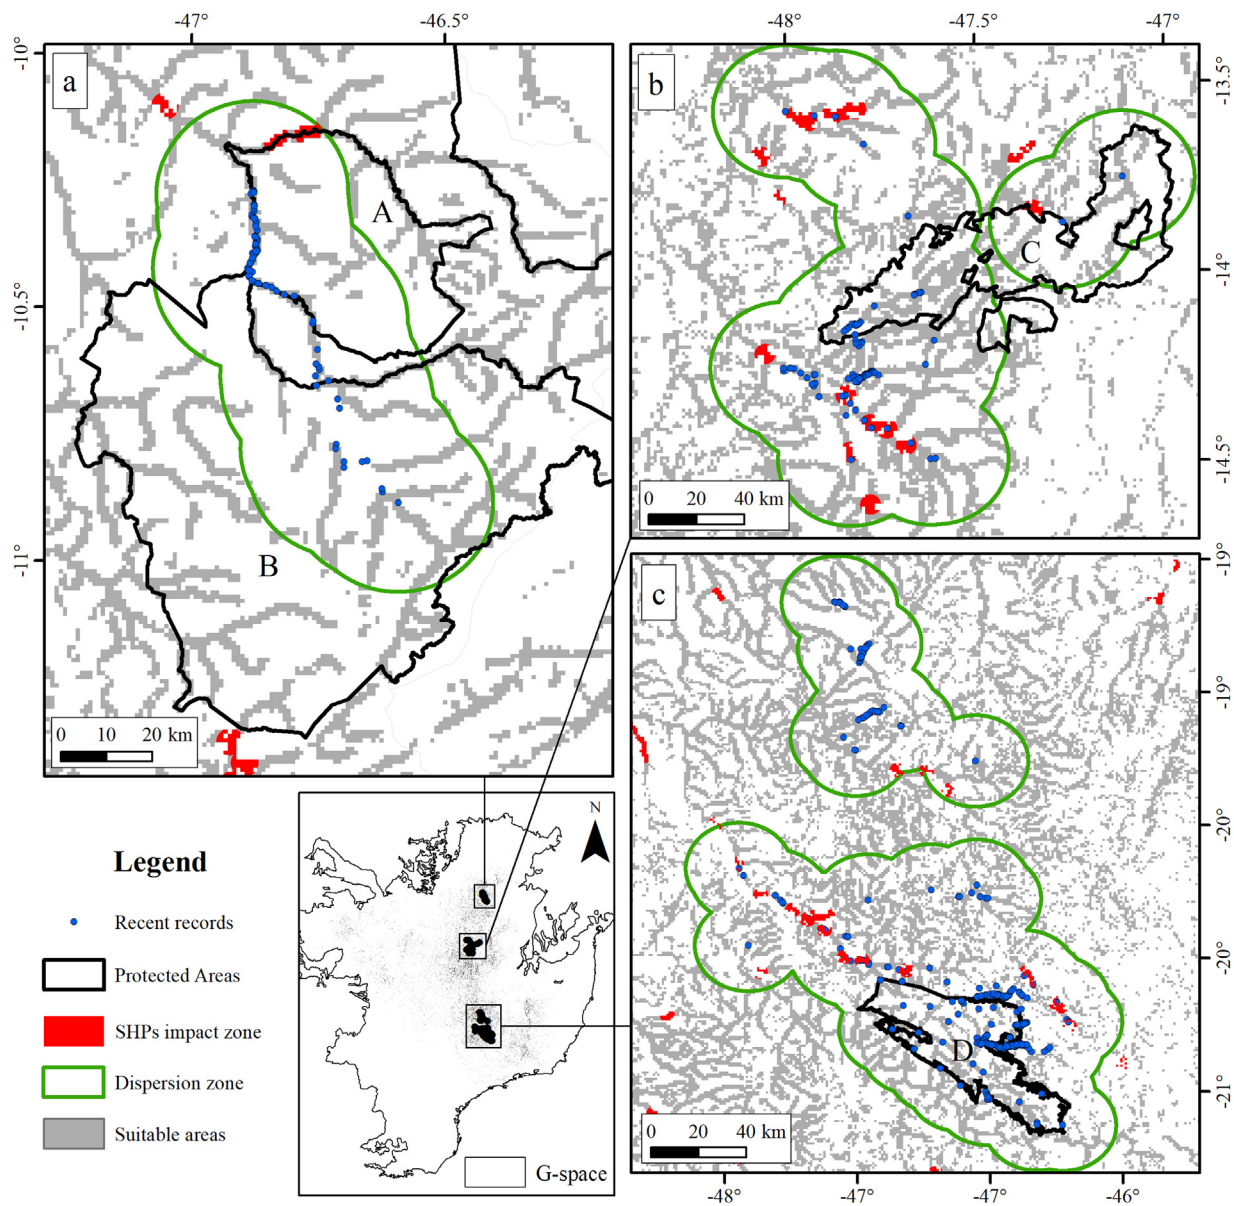 -47°
-46.5°
-48°
-47.5°
-47°
-10°
-10.5°
-11°
a
A
B
0 10 20 km
b
C
0 20 40 km
-13.5°
-14°
-14.5°
c
D
0 20 40 km
-19°
-19°
-20°
-20°
-21°
-48°
-47°
-47°
-46°
Legend
Recent records
Protected Areas
SHPs impact zone
Dispersion zone
Suitable areas
N
G-space